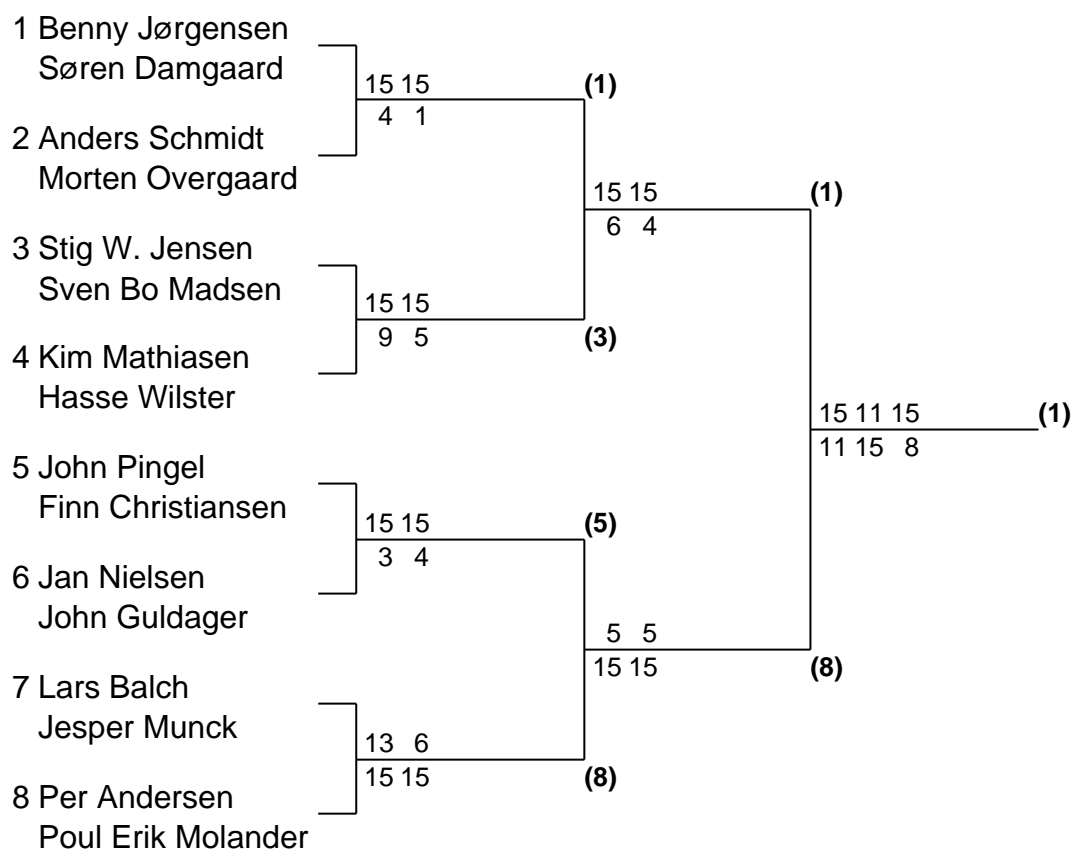 1 Benny Jørgensen
Søren Damgaard
15 15
(1)
4 1
2 Anders Schmidt
Morten Overgaard
15 15
(1)
6 4
3 Stig W. Jensen
Sven Bo Madsen
15 15
9 5
(3)
4 Kim Mathiasen
Hasse Wilster
15 11 15
(1)
11 15 8
5 John Pingel
Finn Christiansen
15 15
(5)
3 4
6 Jan Nielsen
John Guldager
5 5
15 15
(8)
7 Lars Balch
Jesper Munck
13 6
15 15
(8)
8 Per Andersen
Poul Erik Molander